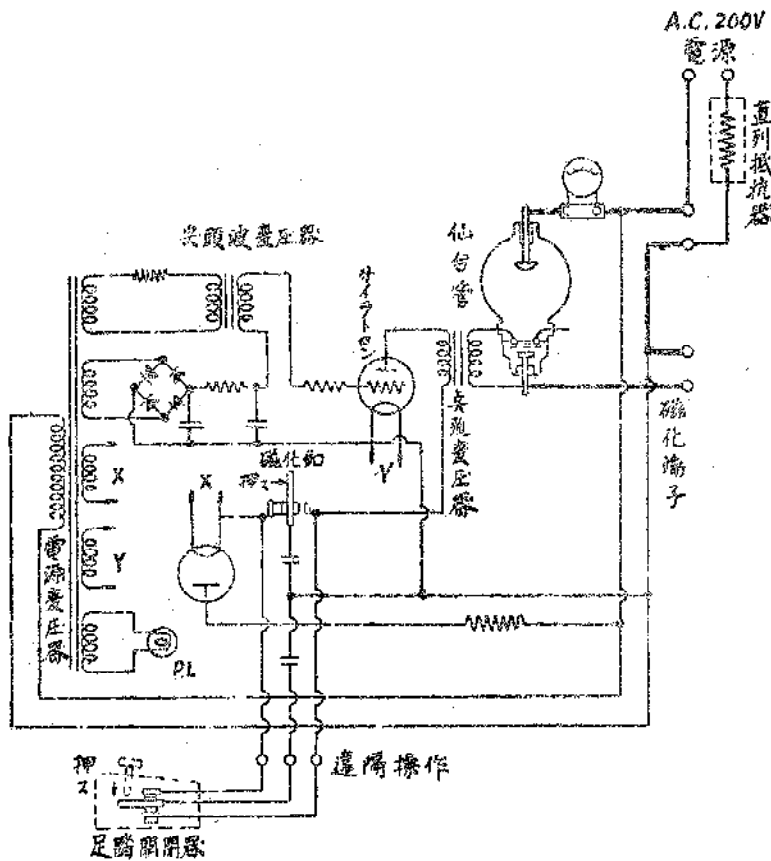 A.C. 200V
電源
直列抵抗器
尖頭波変圧器
仙台管
サイラトロン
点弧変圧器
磁化端子
磁化釦
押ス
X
Y
X
Y
電源変圧器
P.L
遠隔操作
押ス
足踏開閉器